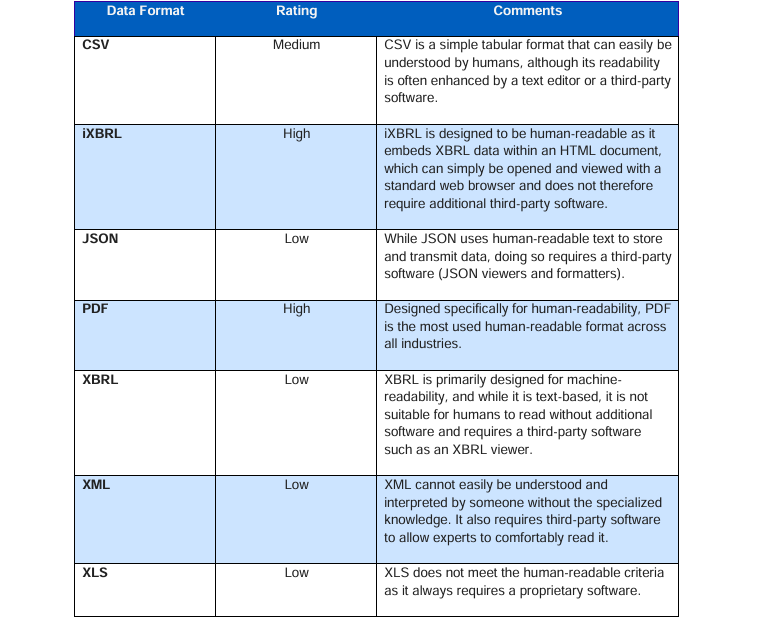 Data Format Rating Comments
CSV Medium CSV is a simple tabular format that can easily be
understood by humans, although its readability
is often enhanced by a text editor or a third-party
software.
iXBRL High iXBRL is designed to be human-readable as it
embeds XBRL data within an HTML document,
which can simply be opened and viewed with a
standard web browser and does not therefore
require additional third-party software.
JSON Low While JSON uses human-readable text to store
and transmit data, doing so requires a third-party
software (JSON viewers and formatters).
PDF High Designed specifically for human-readability, PDF
is the most used human-readable format across
all industries.
XBRL Low XBRL is primarily designed for machine-
readability, and while it is text-based, it is not
suitable for humans to read without additional
software and requires a third-party software
such as an XBRL viewer.
XML Low XML cannot easily be understood and
interpreted by someone without the specialized
knowledge. It also requires third-party software
to allow experts to comfortably read it.
XLS Low XLS does not meet the human-readable criteria
as it always requires a proprietary software.